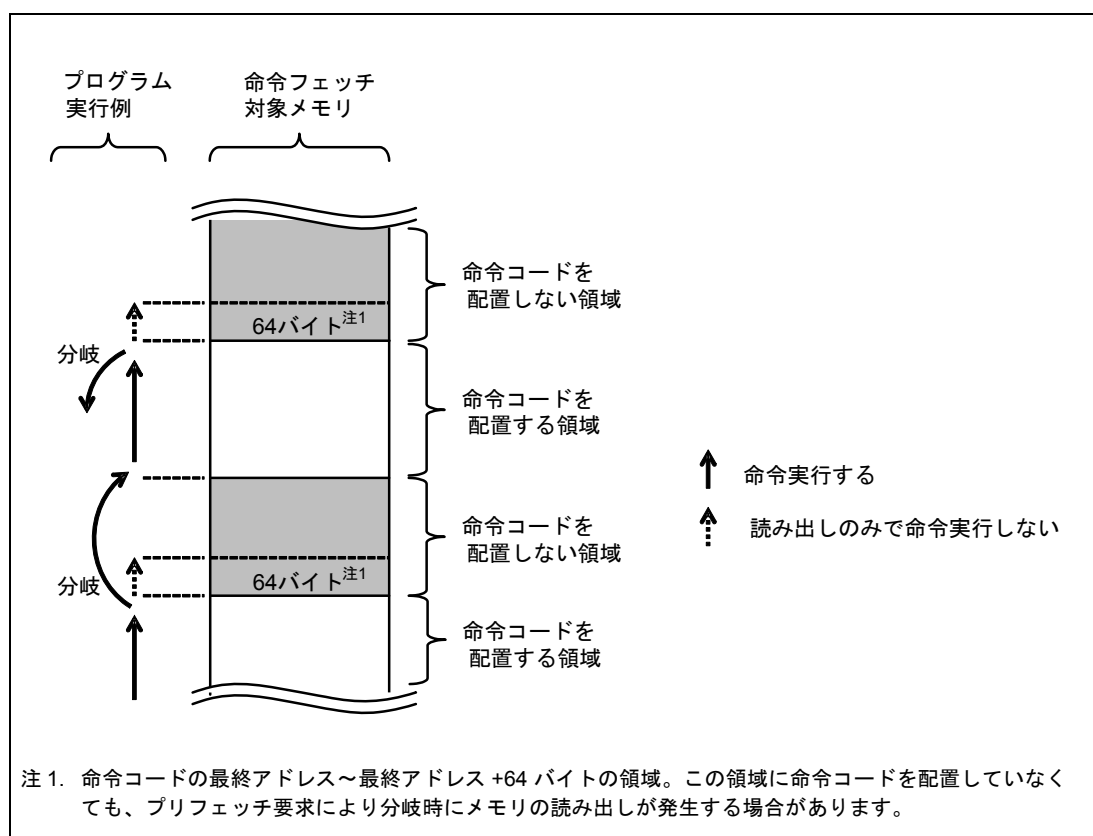 プログラム
実行例
命令フェッチ
対象メモリ
命令コードを
配置しない領域
64バイト注1
分岐
命令コードを
配置する領域
命令実行する
命令コードを
配置しない領域
読み出しのみで命令実行しない
64バイト注1
分岐
命令コードを
配置する領域
注 1. 命令コードの最終アドレス～最終アドレス +64 バイトの領域。この領域に命令コードを配置していなく
ても、プリフェッチ要求により分岐時にメモリの読み出しが発生する場合があります。